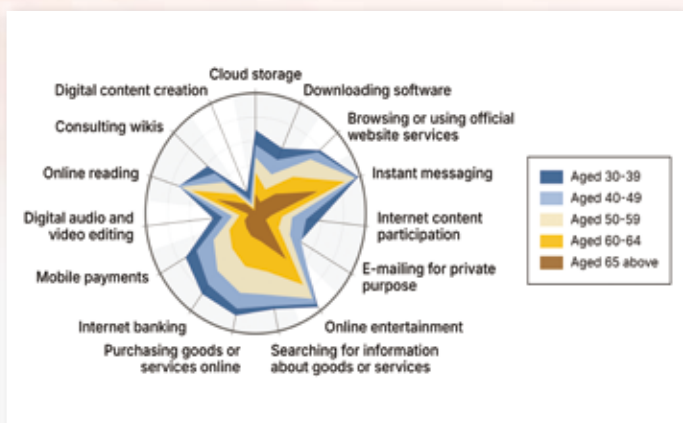 Cloud storage
Digital content creation
Downloading software
Consulting wikis
Browsing or using official
website services
Online reading
Instant messaging
Digital audio and
video editing
Internet content
participation
Mobile payments
E-mailing for private
purpose
Internet banking
Online entertainment
Purchasing goods or
services online
Searching for information
about goods or services
Aged 30-39
Aged 40-49
Aged 50-59
Aged 60-64
Aged 65 above